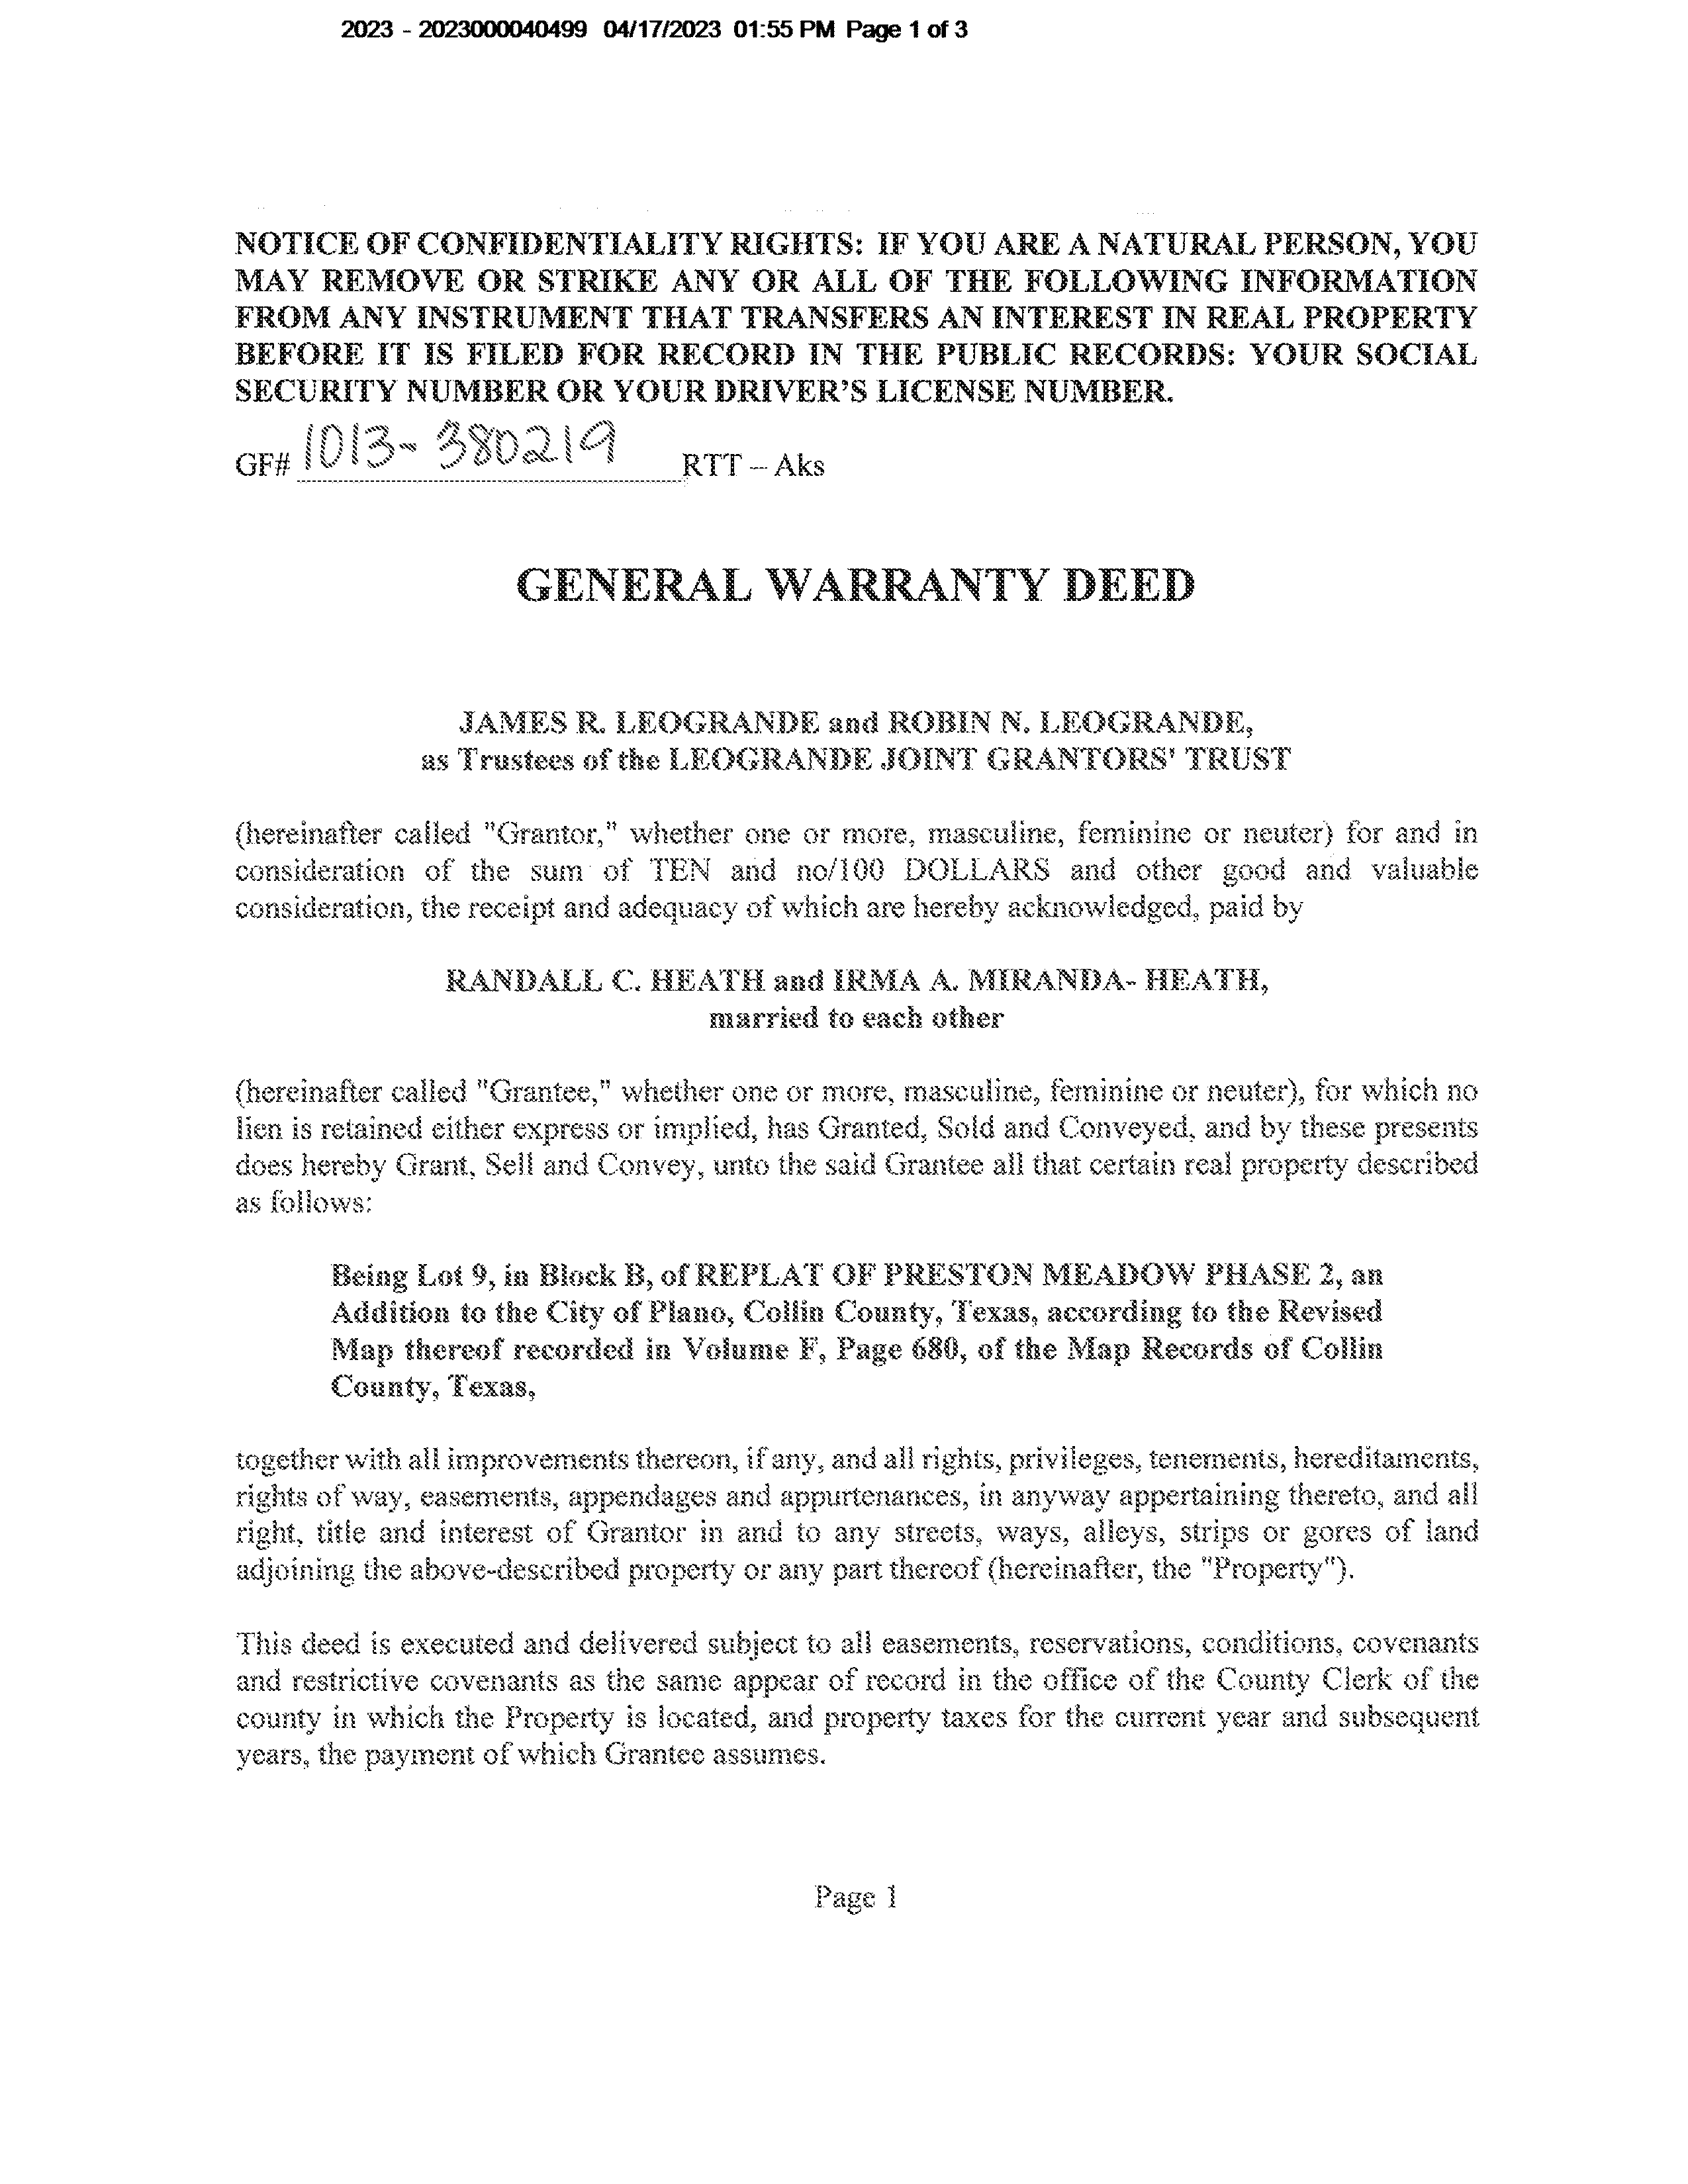 2023 - 2023000040499 04/17/2023 01:55 PM Page 1 of 3
NOTICE OF CONFIDENTIALITY RIGHTS: IF YOU ARE A NATURAL PERSON, YOU
MAY REMOVE OR STRIKE ANY OR ALL OF THE FOLLOWING INFORMATION
FROM ANY INSTRUMENT THAT TRANSFERS AN INTEREST IN REAL PROPERTY
BEFORE IT IS FILED FOR RECORD IN THE PUBLIC RECORDS: YOUR SOCIAL
SECURITY NUMBER OR YOUR DRIVER'S LICENSE NUMBER.
GF# 1013-380219 RTT – Aks
GENERAL WARRANTY DEED
JAMES R. LEOGRANDE and ROBIN N. LEOGRANDE,
as Trustees of the LEOGRANDE JOINT GRANTORS' TRUST
(hereinafter called "Grantor," whether one or more, masculine, feminine or neuter) for and in
consideration of the sum of TEN and no/100 DOLLARS and other good and valuable
consideration, the receipt and adequacy of which are hereby acknowledged, paid by
RANDALL C. HEATH and IRMA A. MIRANDA- HEATH,
married to each other
(hereinafter called "Grantee," whether one or more, masculine, feminine or neuter), for which no
lien is retained either express or implied, has Granted, Sold and Conveyed, and by these presents
does hereby Grant, Sell and Convey, unto the said Grantee all that certain real property described
as follows:
Being Lot 9, in Block B, of REPLAT OF PRESTON MEADOW PHASE 2, an
Addition to the City of Plano, Collin County, Texas, according to the Revised
Map thereof recorded in Volume F, Page 680, of the Map Records of Collin
County, Texas,
together with all improvements thereon, if any, and all rights, privileges, tenements, hereditaments,
rights of way, easements, appendages and appurtenances, in anyway appertaining thereto, and all
right, title and interest of Grantor in and to any streets, ways, alleys, strips or gores of land
adjoining the above-described property or any part thereof (hereinafter, the "Property").
This deed is executed and delivered subject to all easements, reservations, conditions, covenants
and restrictive covenants as the same appear of record in the office of the County Clerk of the
county in which the Property is located, and property taxes for the current year and subsequent
years, the payment of which Grantee assumes.
Page 1